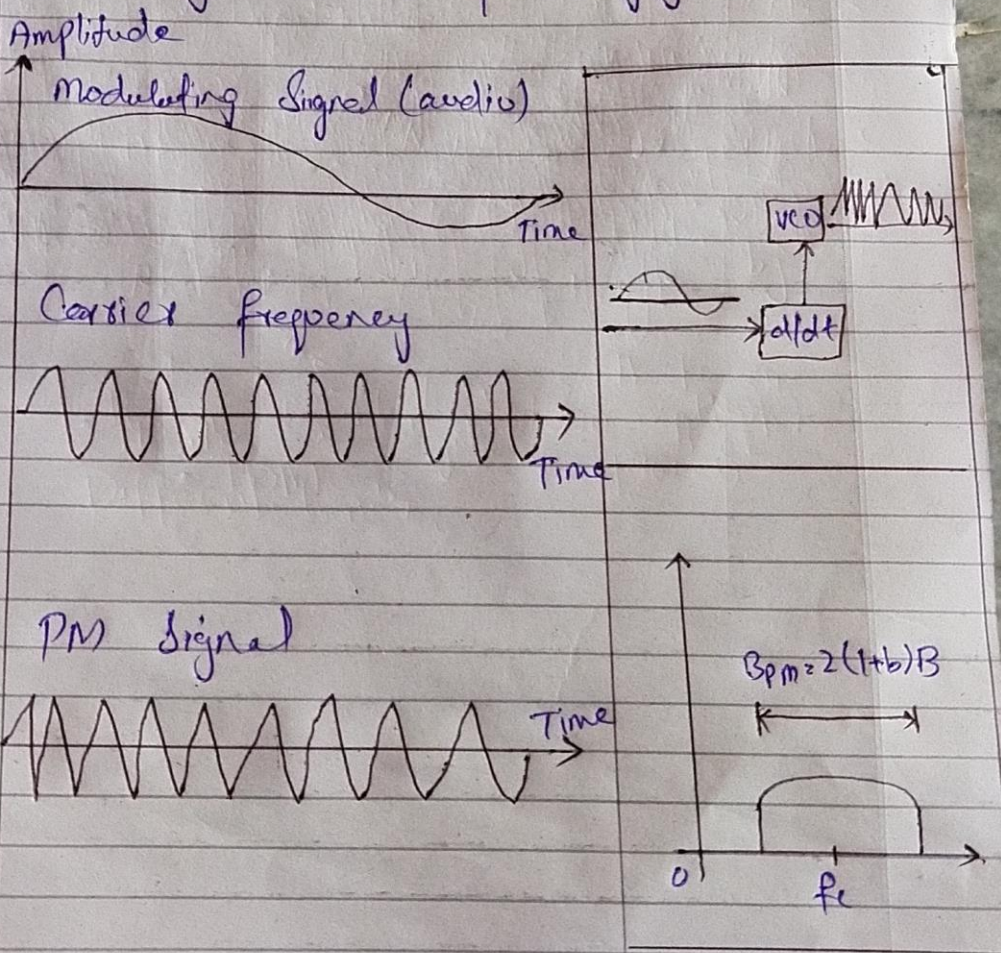 Amplitude
Modulating Signal (audio)
Time
VCO
d/dt
Carrier frequency
Time
PM Signal
Time
Bpm=2(1+b)B
0
fc